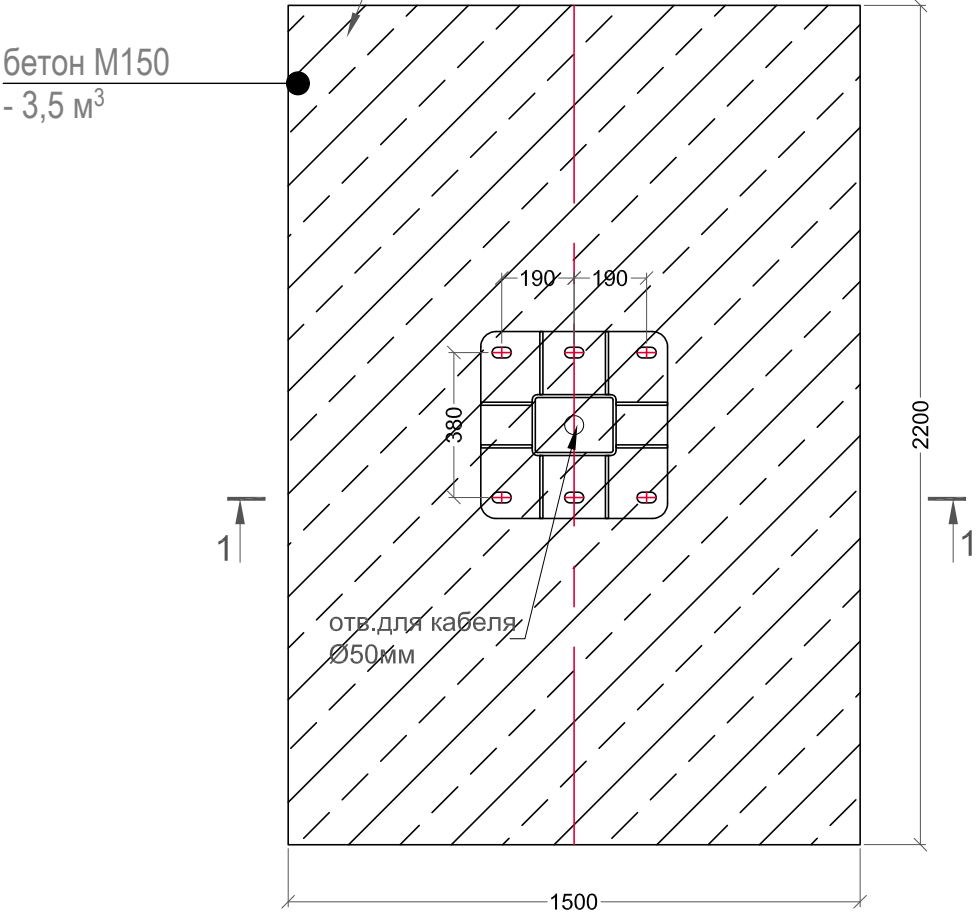 бетон М150
- 3,5 м³
190 190
380
2200
1 1
отв.для кабеля
Ø50мм
1500